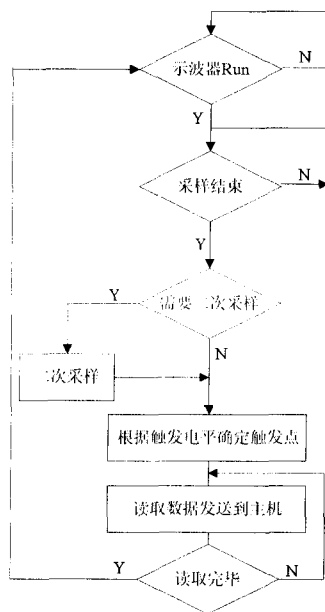 示波器Run
N
Y
采样结束
N
Y
需要二次采样
Y
N
二次采样
根据触发电平确定触发点
读取数据发送到主机
读取完毕
Y
N